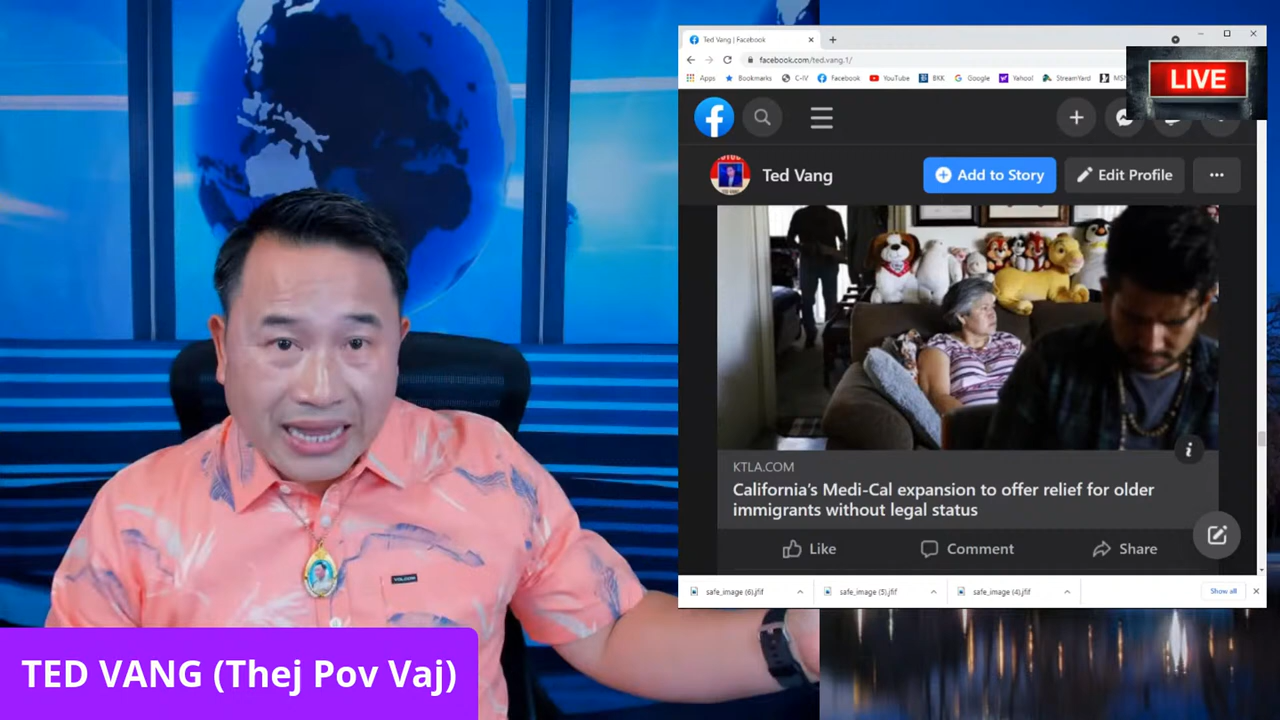 Ted Vang | Facebook
facebook.com/ted.vang.1/
Apps
Bookmarks
C-IV
Facebook
YouTube
BKK
Google
Yahoo!
StreamYard
LIVE
Ted Vang
Add to Story
Edit Profile
KTLA.COM
California's Medi-Cal expansion to offer relief for older
immigrants without legal status
Like
Comment
Share
safe_image (6).jfif
safe_image (5).jfif
safe_image (4).jfif
Show all
VOLCOM
TED VANG (Thej Pov Vaj)